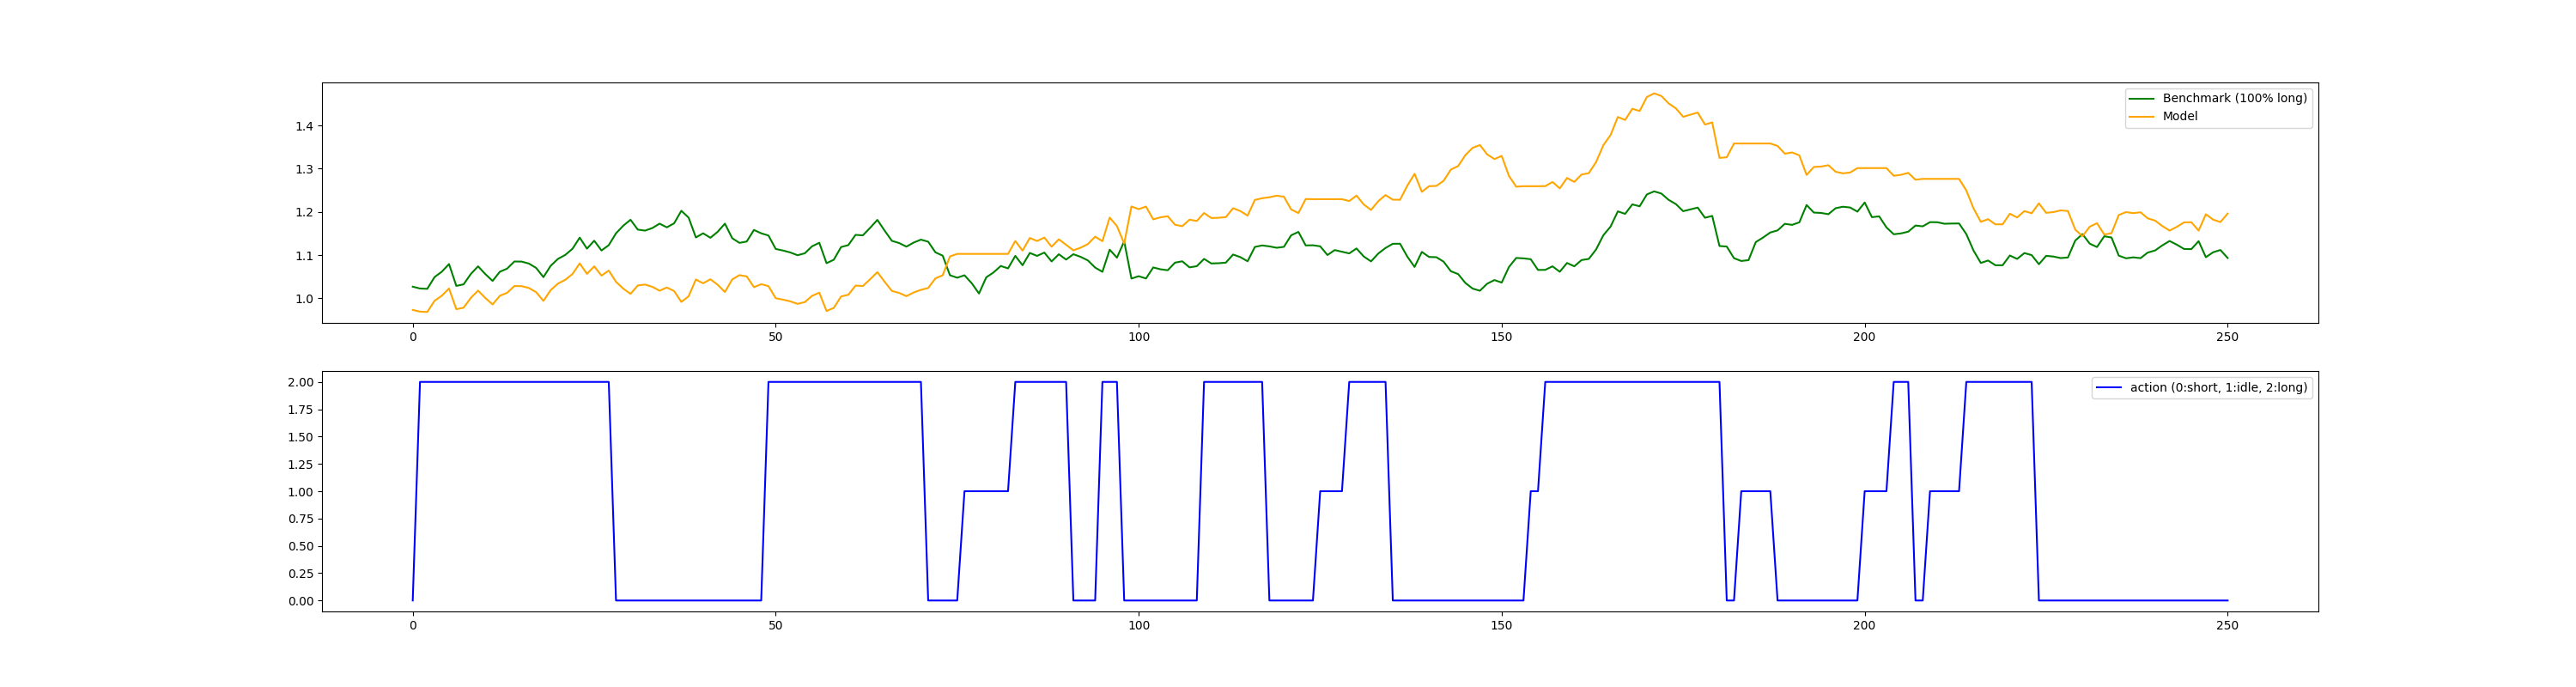 1.4
1.3
1.2
1.1
1.0
Benchmark (100% long)
Model
0 50 100 150 200 250
2.00
1.75
1.50
1.25
1.00
0.75
0.50
0.25
0.00
action (0:short, 1:idle, 2:long)
0 50 100 150 200 250